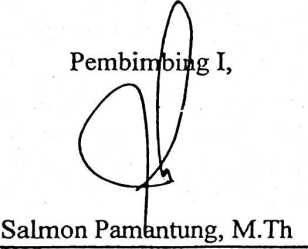 Pembimbing I,
Salmon Pamantung, M.Th